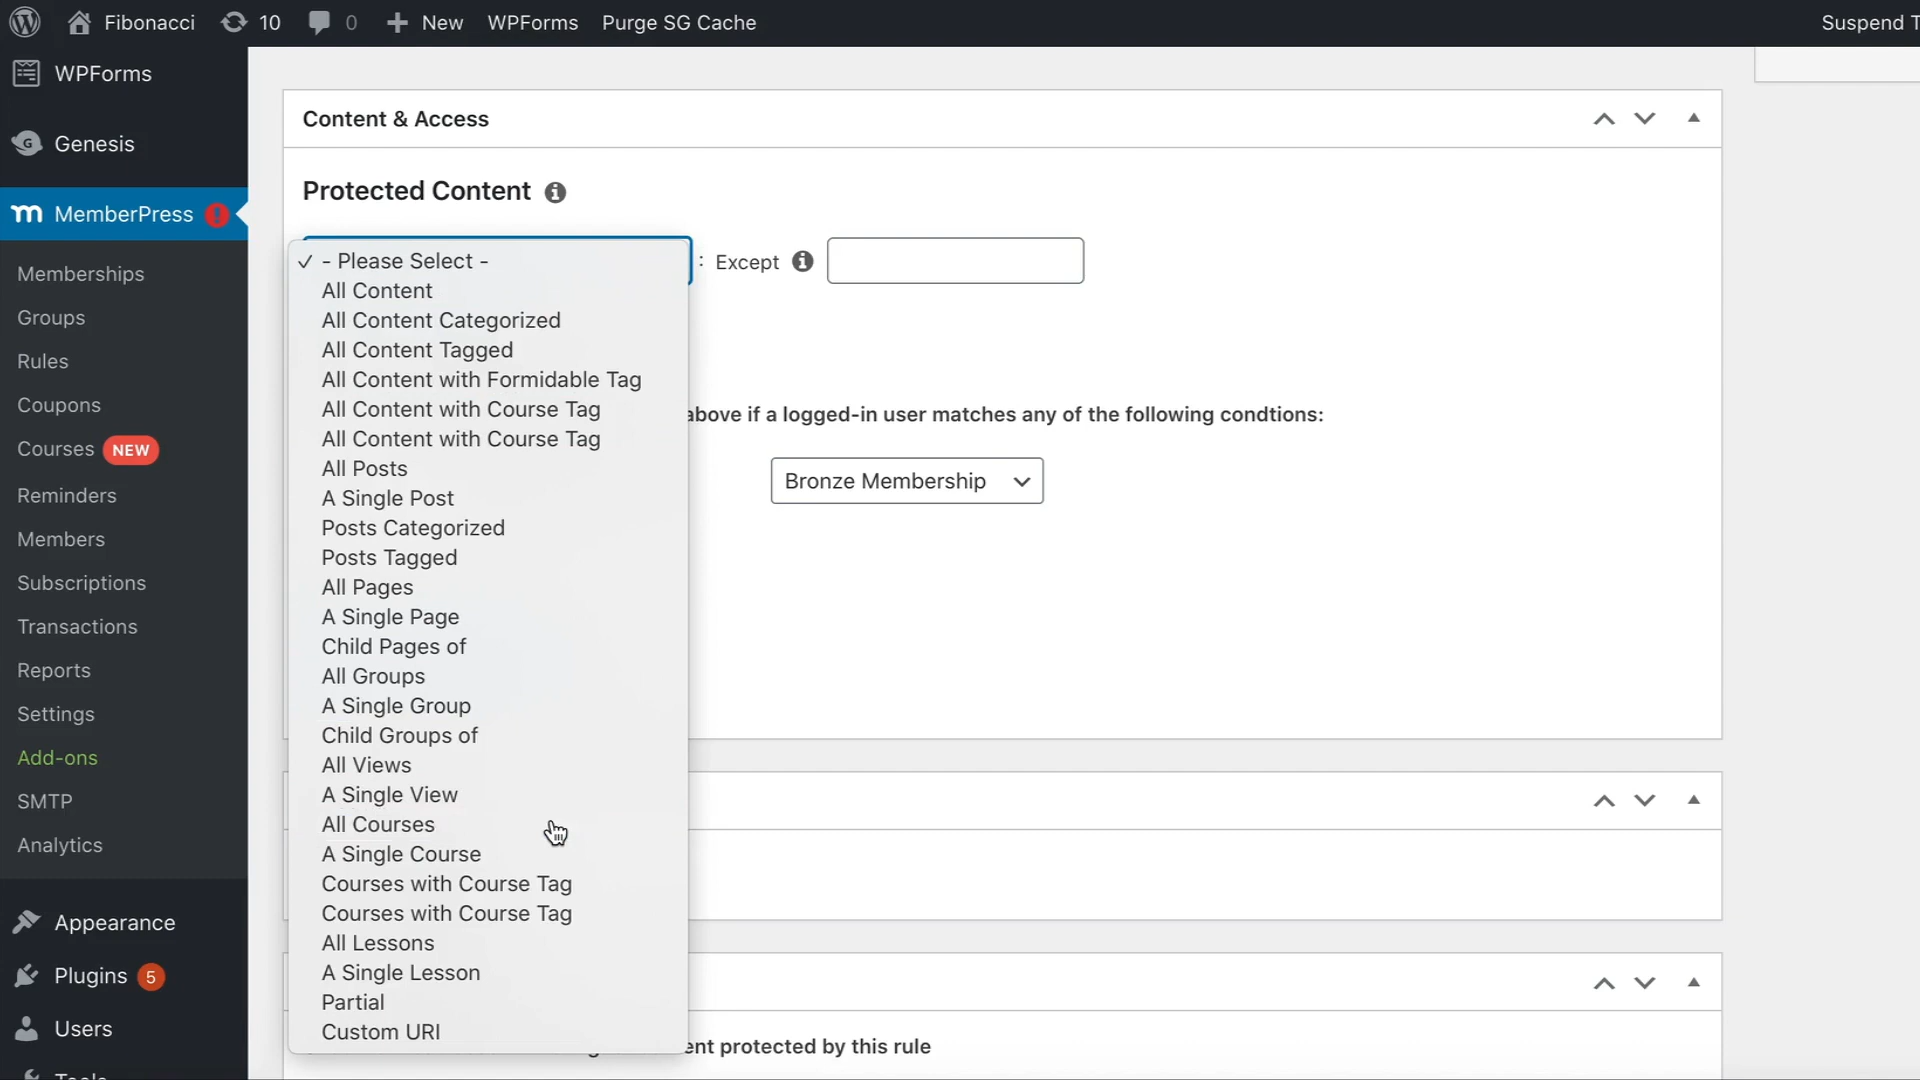 Fibonacci 10 0 + New WPForms Purge SG Cache Suspend T
WPForms
Genesis
MemberPress
Memberships
Groups
Rules
Coupons
Courses NEW
Reminders
Members
Subscriptions
Transactions
Reports
Settings
Add-ons
SMTP
Analytics
Appearance
Plugins 5
Users
Content & Access
Protected Content
✓ - Please Select -
All Content
All Content Categorized
All Content Tagged
All Content with Formidable Tag
All Content with Course Tag
All Content with Course Tag
All Posts
A Single Post
Posts Categorized
Posts Tagged
All Pages
A Single Page
Child Pages of
All Groups
A Single Group
Child Groups of
All Views
A Single View
All Courses
A Single Course
Courses with Course Tag
Courses with Course Tag
All Lessons
A Single Lesson
Partial
Custom URI
: Except
above if a logged-in user matches any of the following condtions:
Bronze Membership
ent protected by this rule